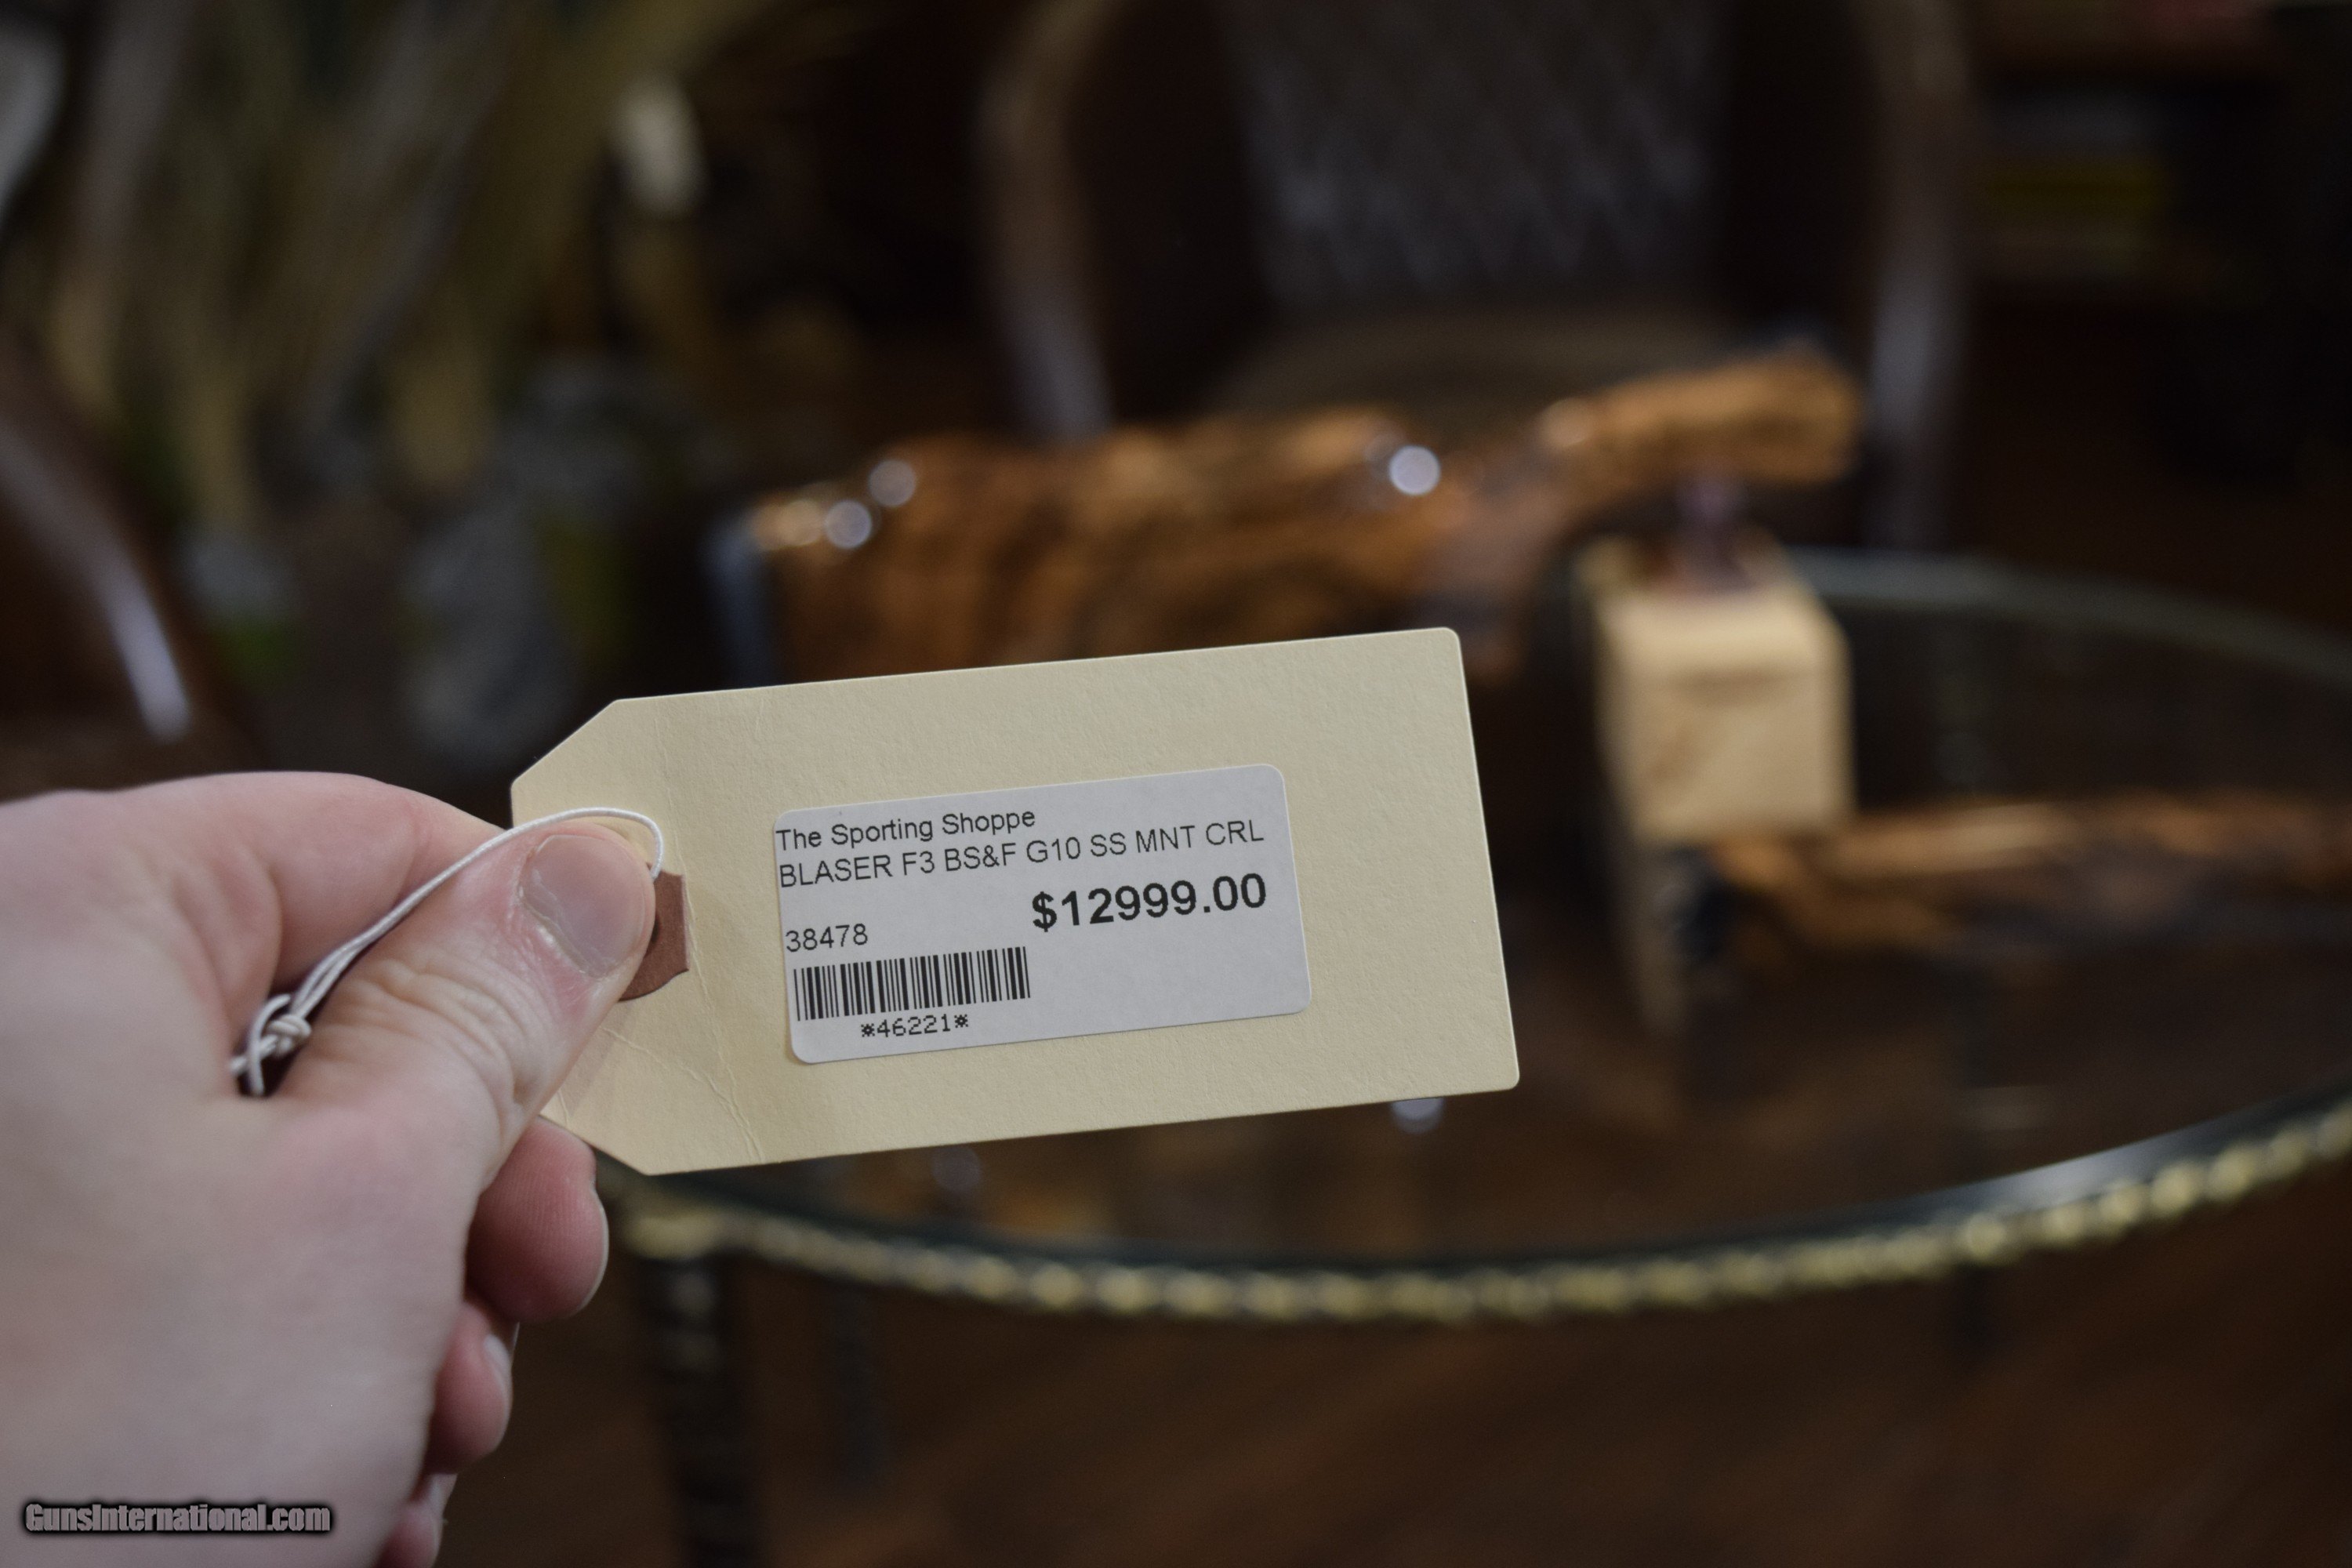 The Sporting Shoppe
BLASER F3 BS&F G10 SS MNT CRL
$12999.00
38478
*46221*
GunsInternational.com